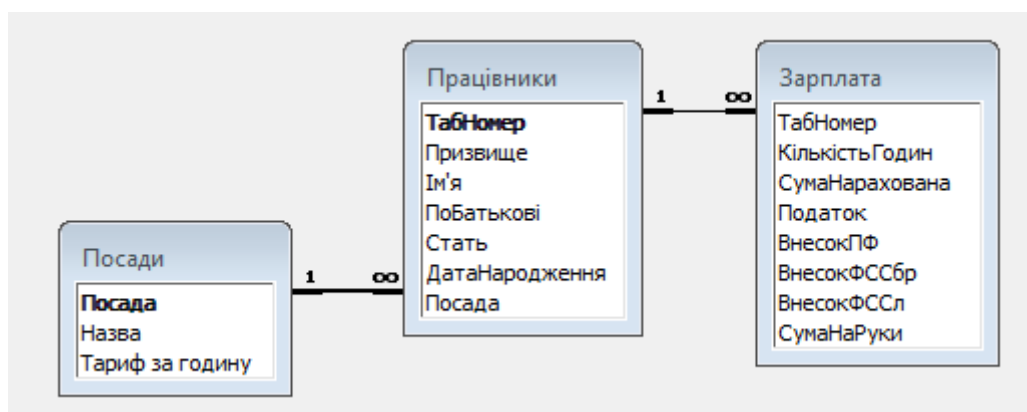 Посади
Посада
Назва
Тариф за годину
1 ∞
Працівники
ТабНомер
Призвище
Ім'я
ПоБатькові
Стать
ДатаНародження
Посада
1 ∞
Зарплата
ТабНомер
КількістьГодин
СумаНарахована
Податок
ВнесокПФ
ВнесокФССбр
ВнесокФССл
СумаНаРуки